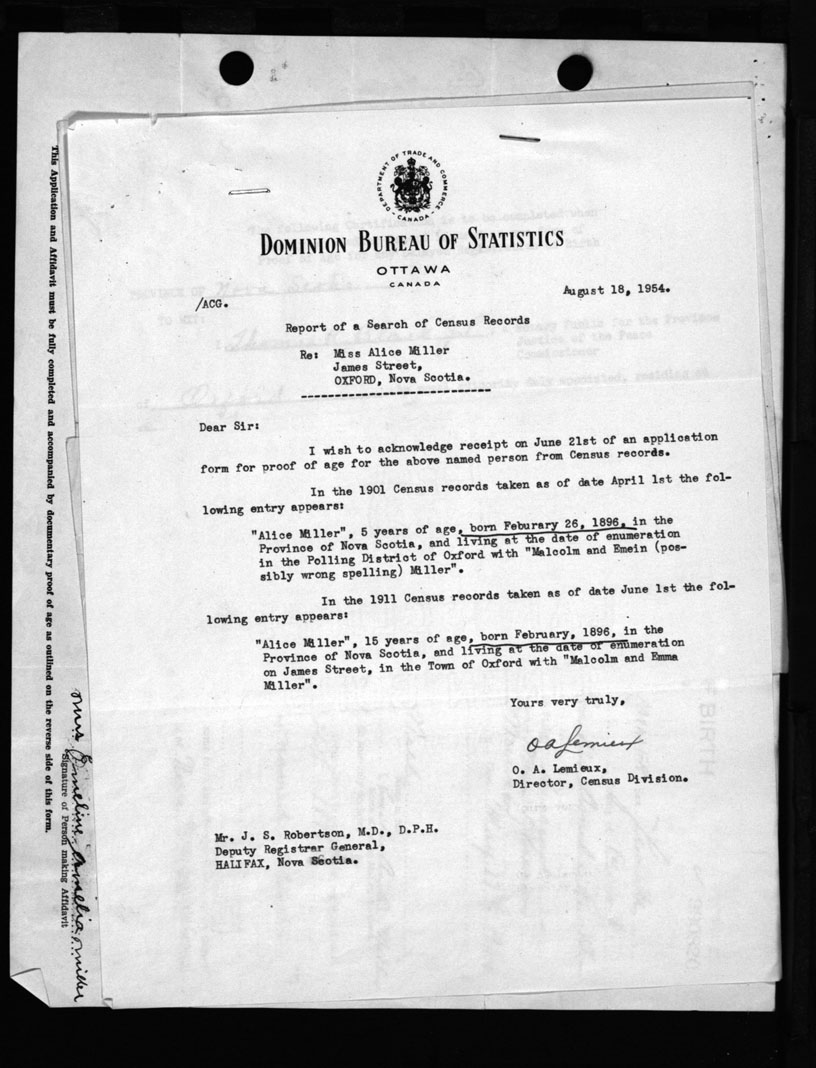 DEPARTMENT OF TRADE AND COMMERCE
CANADA
DOMINION BUREAU OF STATISTICS
OTTAWA
CANADA
August 18, 1954.
/ACG.
Report of a Search of Census Records
Re: Miss Alice Miller
James Street,
OXFORD, Nova Scotia.
----------------------------
Dear Sir:
I wish to acknowledge receipt on June 21st of an application
form for proof of age for the above named person from Census records.
In the 1901 Census records taken as of date April 1st the fol-
lowing entry appears:
"Alice Miller", 5 years of age, born Feburary 26, 1896, in the
Province of Nova Scotia, and living at the date of enumeration
in the Polling District of Oxford with "Malcolm and Emein (pos-
sibly wrong spelling) Miller".
In the 1911 Census records taken as of date June 1st the fol-
lowing entry appears:
"Alice Miller", 15 years of age, born February, 1896, in the
Province of Nova Scotia, and living at the date of enumeration
on James Street, in the Town of Oxford with "Malcolm and Emma
Miller".
Yours very truly,
O A Lemieux
O. A. Lemieux,
Director, Census Division.
Mr. J. S. Robertson, M.D., D.P.H.
Deputy Registrar General,
HALIFAX, Nova Scotia.
This Application and Affidavit must be fully completed and accompanied by documentary proof of age as outlined on the reverse side of this form.
Mrs Emeline Amelia Miller
Signature of Person making Affidavit